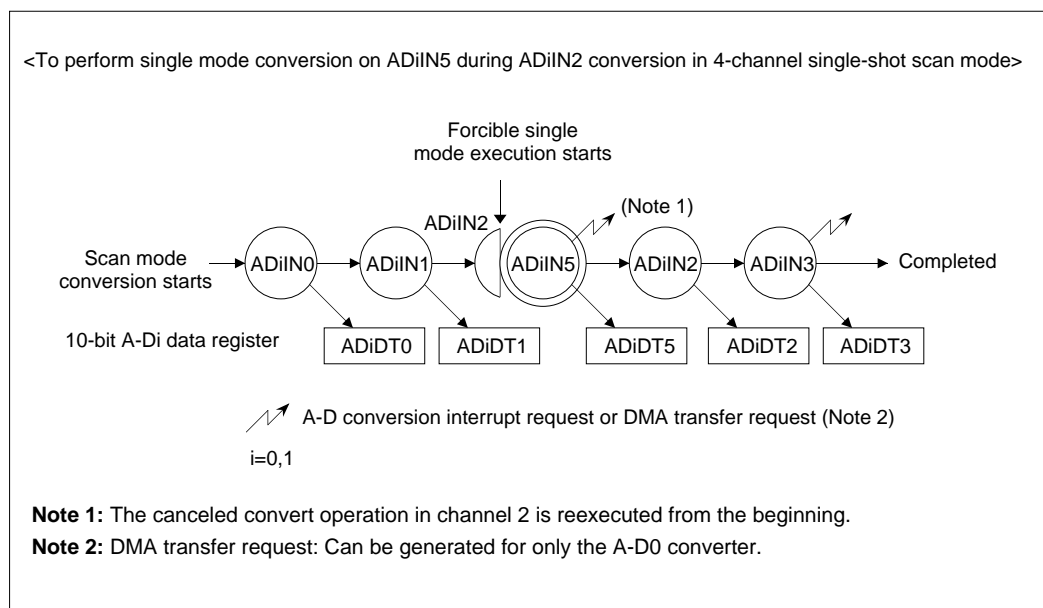 <To perform single mode conversion on ADiIN5 during ADiIN2 conversion in 4-channel single-shot scan mode>
Forcible single
mode execution starts
ADiIN2
(Note 1)
Scan mode
conversion starts
ADiIN0
ADiIN1
ADiIN5
ADiIN2
ADiIN3
Completed
10-bit A-Di data register
ADiDT0
ADiDT1
ADiDT5
ADiDT2
ADiDT3
A-D conversion interrupt request or DMA transfer request (Note 2)
i=0,1
Note 1: The canceled convert operation in channel 2 is reexecuted from the beginning.
Note 2: DMA transfer request: Can be generated for only the A-D0 converter.